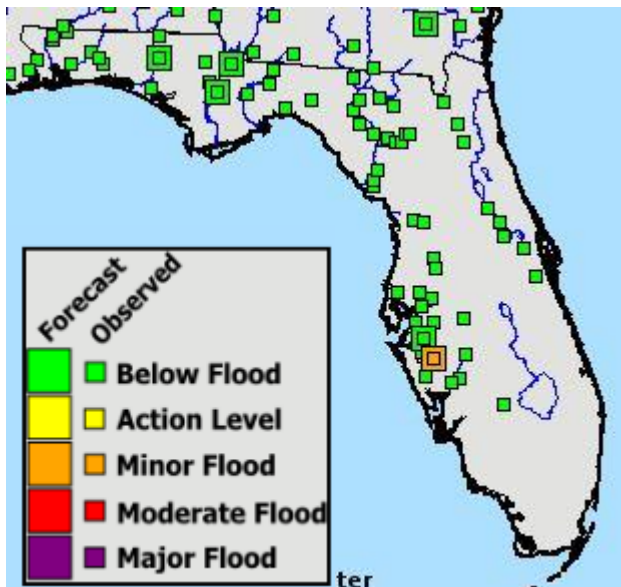 Forecast
Observed
Below Flood
Action Level
Minor Flood
Moderate Flood
Major Flood
ter